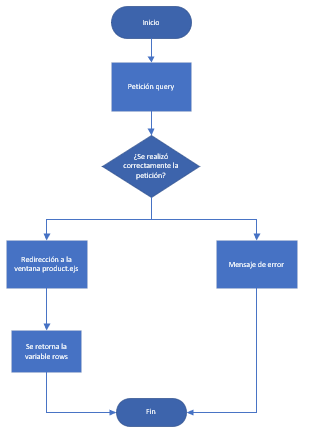 Inicio
Petición query
¿Se realizó
correctamente la
petición?
Redirección a la
ventana product.ejs
Mensaje de error
Se retorna la
variable rows
Fin